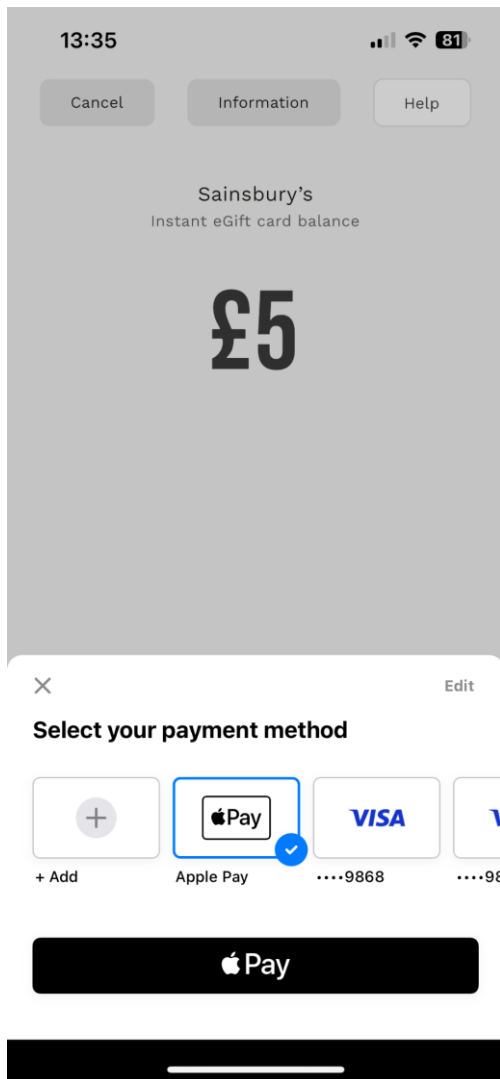 13:35 81
Cancel Information Help
Sainsbury’s
Instant eGift card balance
£5
Edit
Select your payment method
Pay VISA
+ Add Apple Pay ····9868 ····98
Pay